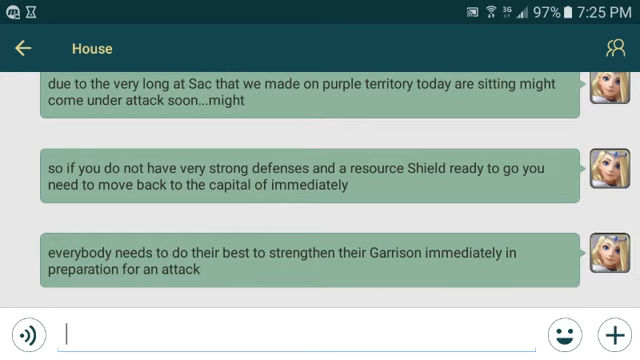 3G 97% 7:25 PM
House
due to the very long at Sac that we made on purple territory today are sitting might
come under attack soon...might
so if you do not have very strong defenses and a resource Shield ready to go you
need to move back to the capital of immediately
everybody needs to do their best to strengthen their Garrison immediately in
preparation for an attack